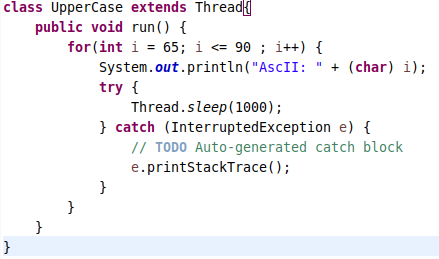 class UpperCase extends Thread{
    public void run() {
        for(int i = 65; i <= 90 ; i++) {
            System.out.println("AscII: " + (char) i);
            try {
                Thread.sleep(1000);
            } catch (InterruptedException e) {
                // TODO Auto-generated catch block
                e.printStackTrace();
            }
        }
    }
}